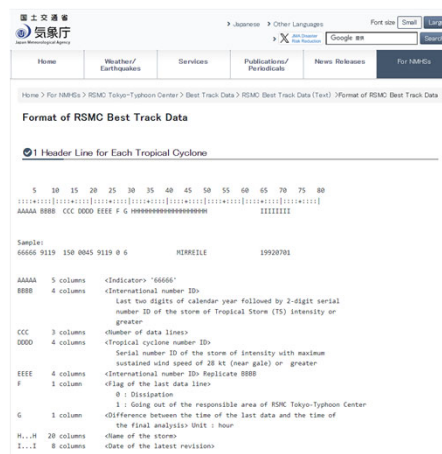 国土交通省
気象庁
Japan Meteorological Agency
Japanese Other Languages
Font size Small Larg
JMA Disaster
Risk Reduction
Google 提供
Search
Home
Weather/
Earthquakes
Services
Publications/
Periodicals
News Releases
For NMHSs
Home > For NMHSs > RSMC Tokyo-Typhoon Center > Best Track Data > RSMC Best Track Data (Text) >Format of RSMC Best Track Data
Format of RSMC Best Track Data
1 Header Line for Each Tropical Cyclone
5 10 15 20 25 30 35 40 45 50 55 60 65 70 75 80
::::+::::|::::+::::|::::+::::|::::+::::|::::+::::|::::+::::|::::+::::|::::+::::|
AAAAA BBBB CCC DDDD EEEE F G HHHHHHHHHHHHHHHHHHHH IIIIIIII
Sample:
66666 9119 150 0045 9119 0 6 MIRREILE 19920701
AAAAA 5 columns <Indicator> '66666'
BBBB 4 columns <International number ID>
Last two digits of calendar year followed by 2-digit serial
number ID of the storm of Tropical Storm (TS) intensity or
greater
CCC 3 columns <Number of data lines>
DDDD 4 columns <Tropical cyclone number ID>
Serial number ID of the storm of intensity with maximum
sustained wind speed of 28 kt (near gale) or greater
EEEE 4 columns <International number ID> Replicate BBBB
F 1 column <Flag of the last data line>
0 : Dissipation
1 : Going out of the responsible area of RSMC Tokyo-Typhoon Center
G 1 column <Difference between the time of the last data and the time of
the final analysis> Unit : hour
H...H 20 columns <Name of the storm>
I...I 8 columns <Date of the latest revision>